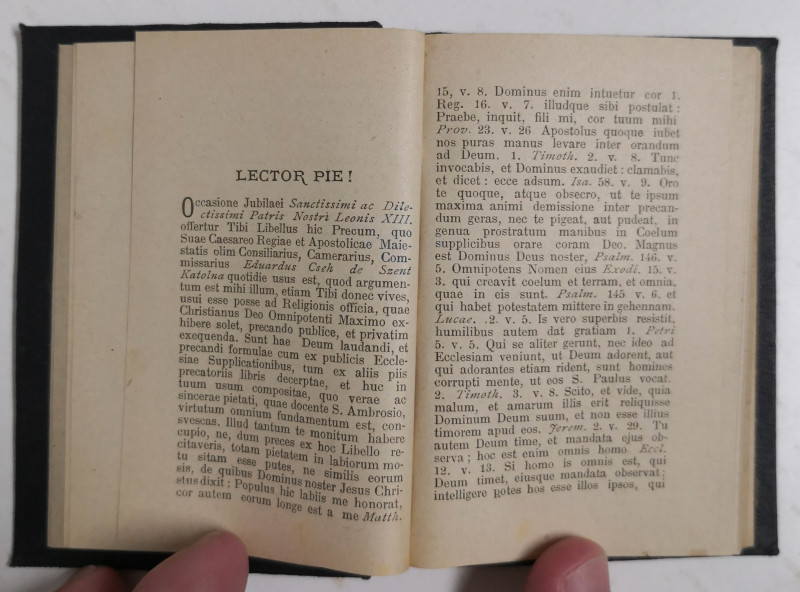 LECTOR PIE!
Occasione Jubilaei Sanctissimi ac Dile-
ctissimi Patris Nostri Leonis XIII.
offertur Tibi Libellus hic Precum, quo
Suae Caesareo Regiae et Apostolicae Maie-
statis olim Consiliarius, Camerarius, Com-
missarius Eduardus Cseh de Szent
Katolna quotidie usus est, quod argumen-
tum est mihi illum, etiam Tibi donec vives,
usui esse posse ad Religionis officia, quae
Christianus Deo Omnipotenti Maximo ex-
hibere solet, precando publice, et privatim
exequenda. Sunt hae Deum laudandi, et
precandi formulae cum ex publicis Eccle-
siae Supplicationibus, tum ex aliis piis
precatoriis libris decerptae, et huc in
tuum usum compositae, quo verae ac
sincerae pietati, quae docente S. Ambrosio,
virtutum omnium fundamentum est, con-
svescas. Illud tantum te monitum habere
cupio, ne, dum preces ex hoc Libello re-
citaveris, totam pietatem in labiorum mo-
tu sitam esse putes, ne similis eorum
sis, de quibus Dominus noster Jesus Chri-
stus dixit: Populus hic labiis me honorat,
cor autem eorum longe est a me Matth.
15, v. 8. Dominus enim intuetur cor 1.
Reg. 16. v. 7. illudque sibi postulat:
Praebe, inquit, fili mi, cor tuum mihi
Prov. 23. v. 26 Apostolus quoque iubet
nos puras manus levare inter orandum
ad Deum. 1. Timoth. 2. v. 8. Tunc
invocabis, et Dominus exaudiet: clamabis,
et dicet: ecce adsum. Isa. 58. v. 9. Oro
te quoque, atque obsecro, ut te ipsum
maxima animi demissione inter precan-
dum geras, nec te pigeat, aut pudeat, in
genua prostratum manibus in Coelum
supplicibus orare coram Deo. Magnus
est Dominus Deus noster, Psalm. 146. v.
5. Omnipotens Nomen eius Exodi. 15. v.
3. qui creavit coelum et terram, et omnia,
quae in eis sunt. Psalm. 145 v. 6. et
qui habet potestatem mittere in gehennam.
Lucae. .2. v. 5. Is vero superbis resistit,
humilibus autem dat gratiam 1. Petri
5. v. 5. Qui se aliter gerunt, nec ideo ad
Ecclesiam veniunt, ut Deum adorent, aut
qui adorantes etiam rident, sunt homines
corrupti mente, ut eos S. Paulus vocat.
2. Timoth. 3. v. 8. Scito, et vide, quia
malum, et amarum illis erit reliquisse
Dominum Deum suum, et non esse illius
timorem apud eos. Jerem. 2. v. 29. Tu
autem Deum time, et mandata ejus ob-
serva; hoc est enim omnis homo Eccl.
12. v. 13. Si homo is omnis est, qui
Deum timet, eiusque mandata observat;
intelligere potes hos esse illos ipsos, qui